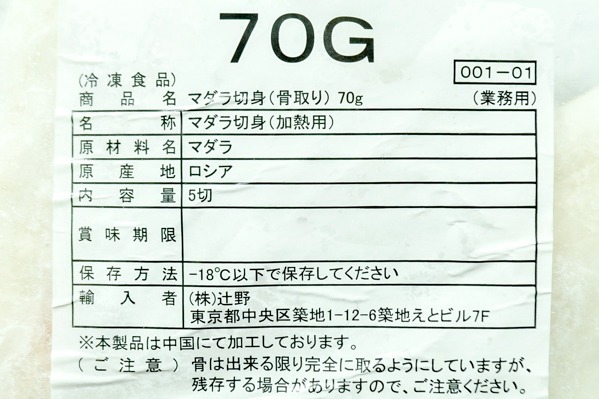 70G
001-01
(冷凍食品)
商品名 マダラ切身(骨取り) 70g (業務用)
名称 マダラ切身(加熱用)
原材料名 マダラ
原産地 ロシア
内容量 5切
賞味期限
保存方法 -18℃以下で保存してください
輸入者 (株)辻野
東京都中央区築地1-12-6築地えとビル7F
※本製品は中国にて加工しております。
(ご注意) 骨は出来る限り完全に取るようにしていますが、
残存する場合がありますので、ご注意ください。